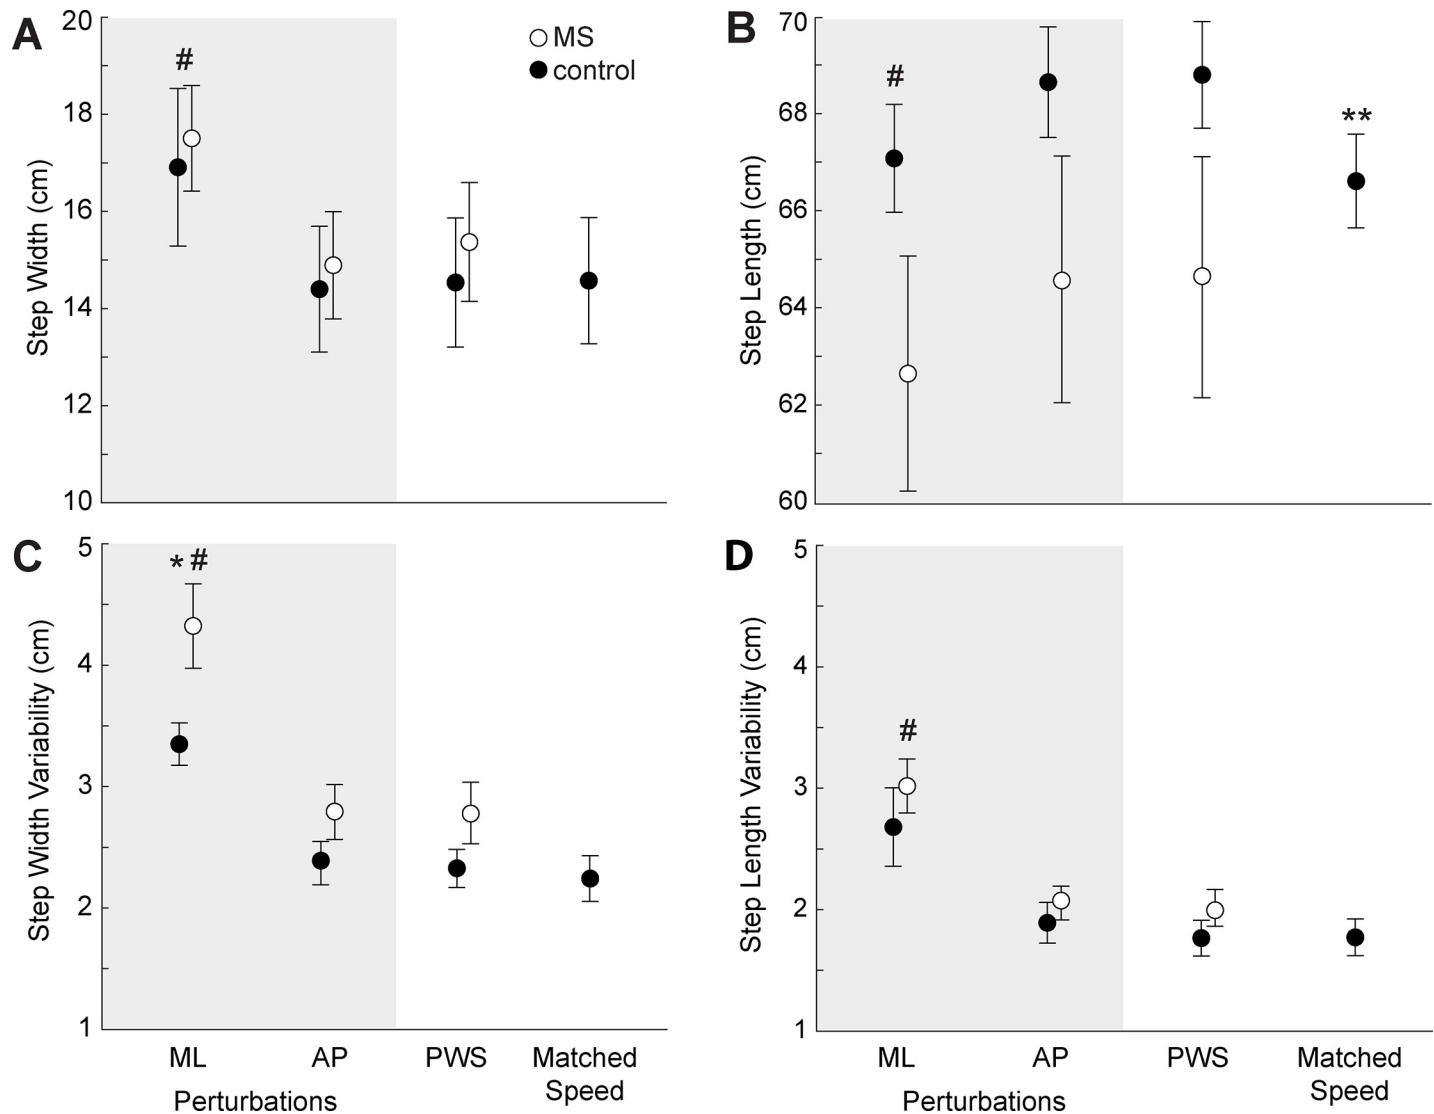 A
20
18
16
14
12
10
Step Width (cm)
#
MS
control
B
70
68
66
64
62
60
Step Length (cm)
#
**
C
5
4
3
2
1
Step Width Variability (cm)
* #
ML
AP
PWS
Matched
Speed
Perturbations
D
5
4
3
2
1
Step Length Variability (cm)
#
ML
AP
PWS
Matched
Speed
Perturbations